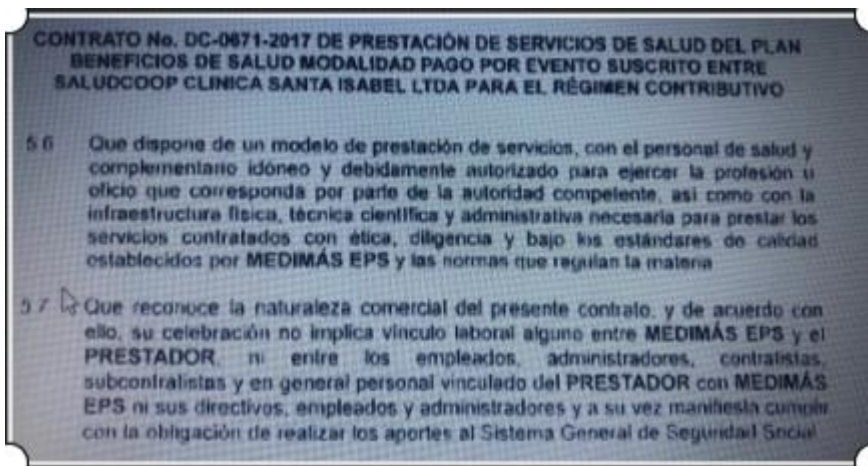 CONTRATO No. DC-0671-2017 DE PRESTACIÓN DE SERVICIOS DE SALUD DEL PLAN
BENEFICIOS DE SALUD MODALIDAD PAGO POR EVENTO SUSCRITO ENTRE
SALUDCOOP CLINICA SANTA ISABEL LTDA PARA EL RÉGIMEN CONTRIBUTIVO
5 6 Que dispone de un modelo de prestación de servicios, con el personal de salud y
complementario idóneo y debidamente autorizado para ejercer la profesión u
oficio que corresponda por parte de la autoridad competente, así como con la
infraestructura física, técnica científica y administrativa necesaria para prestar los
servicios contratados con ética, diligencia y bajo los estándares de calidad
establecidos por MEDIMÁS EPS y las normas que regulan la materia
5 7 Que reconoce la naturaleza comercial del presente contrato, y de acuerdo con
ello, su celebración no implica vínculo laboral alguno entre MEDIMÁS EPS y el
PRESTADOR, ni entre los empleados, administradores, contratistas,
subcontratistas y en general personal vinculado del PRESTADOR con MEDIMÁS
EPS ni sus directivos, empleados y administradores y a su vez manifiesta cumplir
con la obligación de realizar los aportes al Sistema General de Seguridad Social